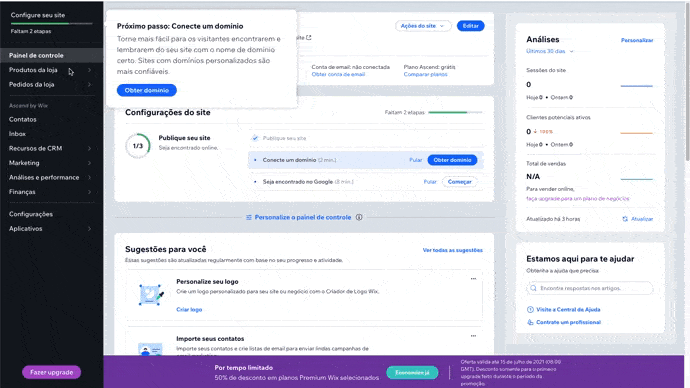 Configure seu site
Faltam 2 etapas
Painel de controle
Produtos da loja
Pedidos da loja
Ascend by Wix
Contatos
Inbox
Recursos de CRM
Marketing
Análises e performance
Finanças
Configurações
Aplicativos
Fazer upgrade
Próximo passo: Conecte um domínio
Torne mais fácil para os visitantes encontrarem e
lembrarem do seu site com o nome de domínio
certo. Sites com domínios personalizados são
mais confiáveis.
Obter domínio
Ações do site
Editar
Conta de email: não conectada
Obter conta de email
Plano Ascend: grátis
Comparar planos
Configurações do site
Faltam 2 etapas
1/3
Publique seu site
Seja encontrado online.
Publique seu site
Conecte um domínio (2 min.)
Pular
Obter domínio
Seja encontrado no Google (8 min.)
Pular
Começar
Personalize o painel de controle
Sugestões para você
Ver todas as sugestões
Essas sugestões são atualizadas regularmente com base no seu progresso e atividade.
Personalize seu logo
Crie um logo personalizado para seu site ou negócio com o Criador de Logo Wix.
Criar logo
Importe seus contatos
Importe seus contatos e crie listas de email para enviar lindas campanhas de
Análises
Personalizar
Últimos 30 dias
Sessões do site
0
Hoje 0 • Ontem 0
Clientes potenciais ativos
0 ↓ 100%
Hoje 0 • Ontem 0
Total de vendas
N/A
Para vender online,
faça upgrade para um plano de negócios
Atualizado há 3 horas
Atualizar
Estamos aqui para te ajudar
Obtenha a ajuda que precisa:
Encontre respostas nos artigos.
Visite a Central de Ajuda
Contrate um profissional
Por tempo limitado
50% de desconto em planos Premium Wix selecionados
Economize já
Oferta válida até 15 de julho de 2021 (08:00
GMT). Desconto somente para o primeiro
upgrade feito durante o período da
promoção.